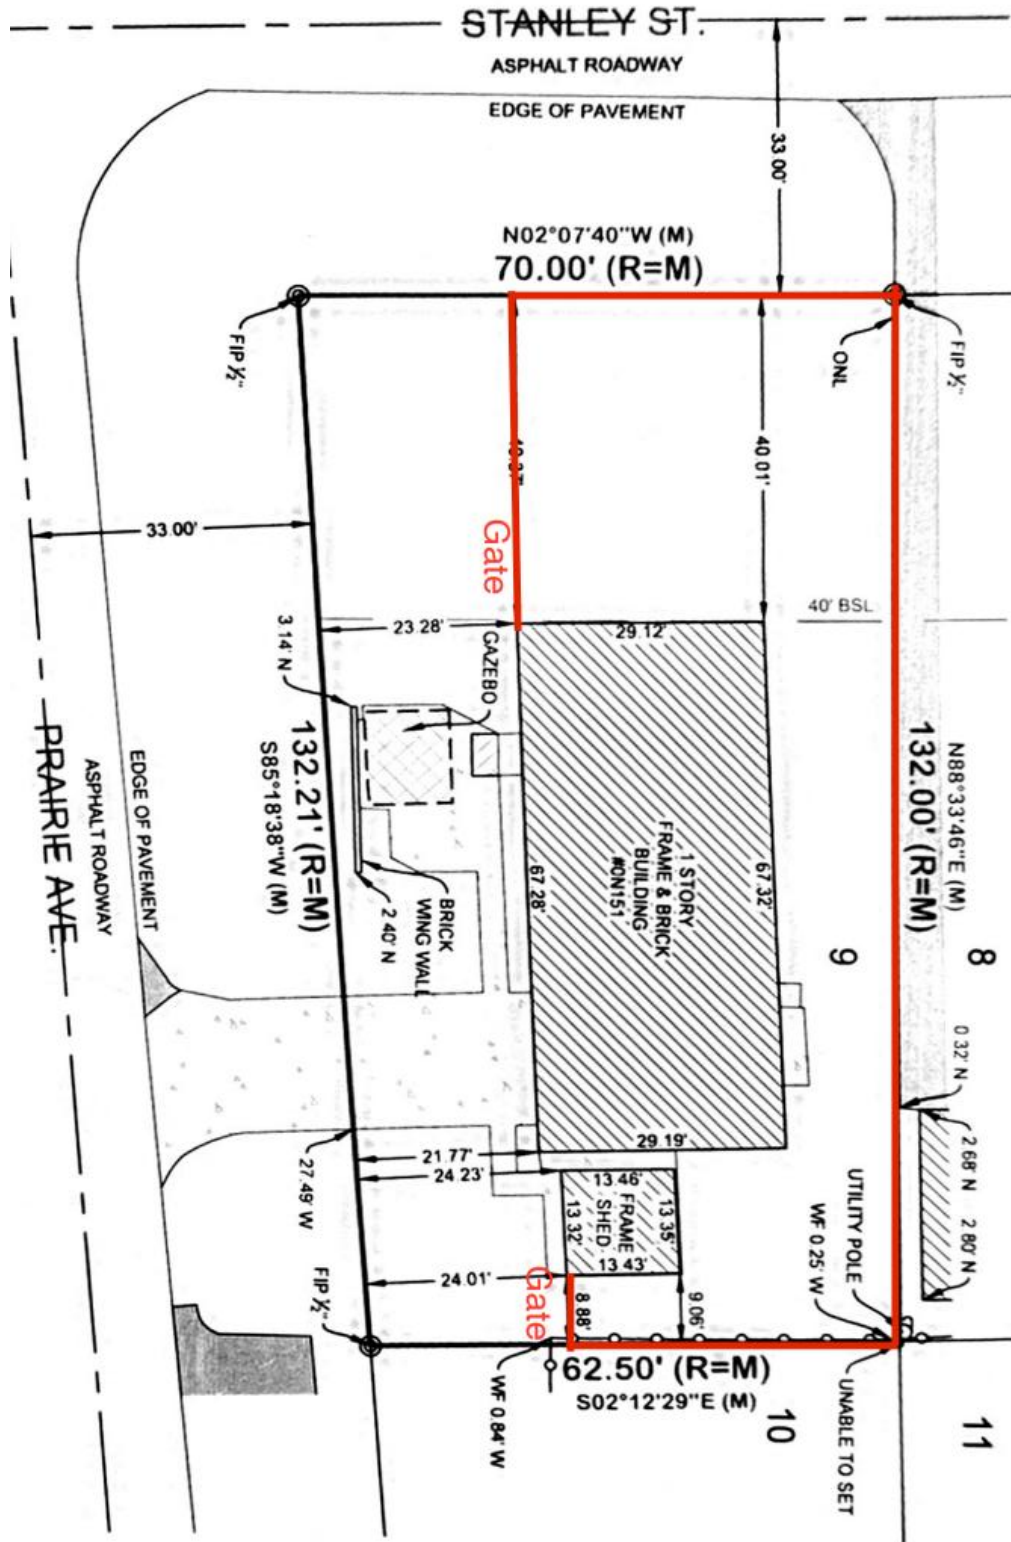 STANLEY ST.
ASPHALT ROADWAY
EDGE OF PAVEMENT
33.00'
N02°07'40"W (M)
70.00' (R=M)
FIP ½"
ONL
FIP ½"
40.01'
Gate
33.00'
40' BSL
23.28'
29.12'
3.14' N
GAZEBO
132.21' (R=M)
S85°18'38"W (M)
PRAIRIE AVE.
ASPHALT ROADWAY
EDGE OF PAVEMENT
BRICK
WING WALL
2.40' N
67.28'
1 STORY
FRAME & BRICK
BUILDING
#0N151
67.32'
N88°33'46"E (M)
132.00' (R=M)
8
9
0.32' N
29.19'
21.77'
24.23'
27.49' W
13.46'
FRAME
SHED
13.32'
13.35'
13.43'
2.68' N
2.80' N
UTILITY POLE
WF 0.25' W
FIP ½"
24.01'
Gate
8.88'
9.06'
62.50' (R=M)
S02°12'29"E (M)
WF 0.84' W
10
UNABLE TO SET
11